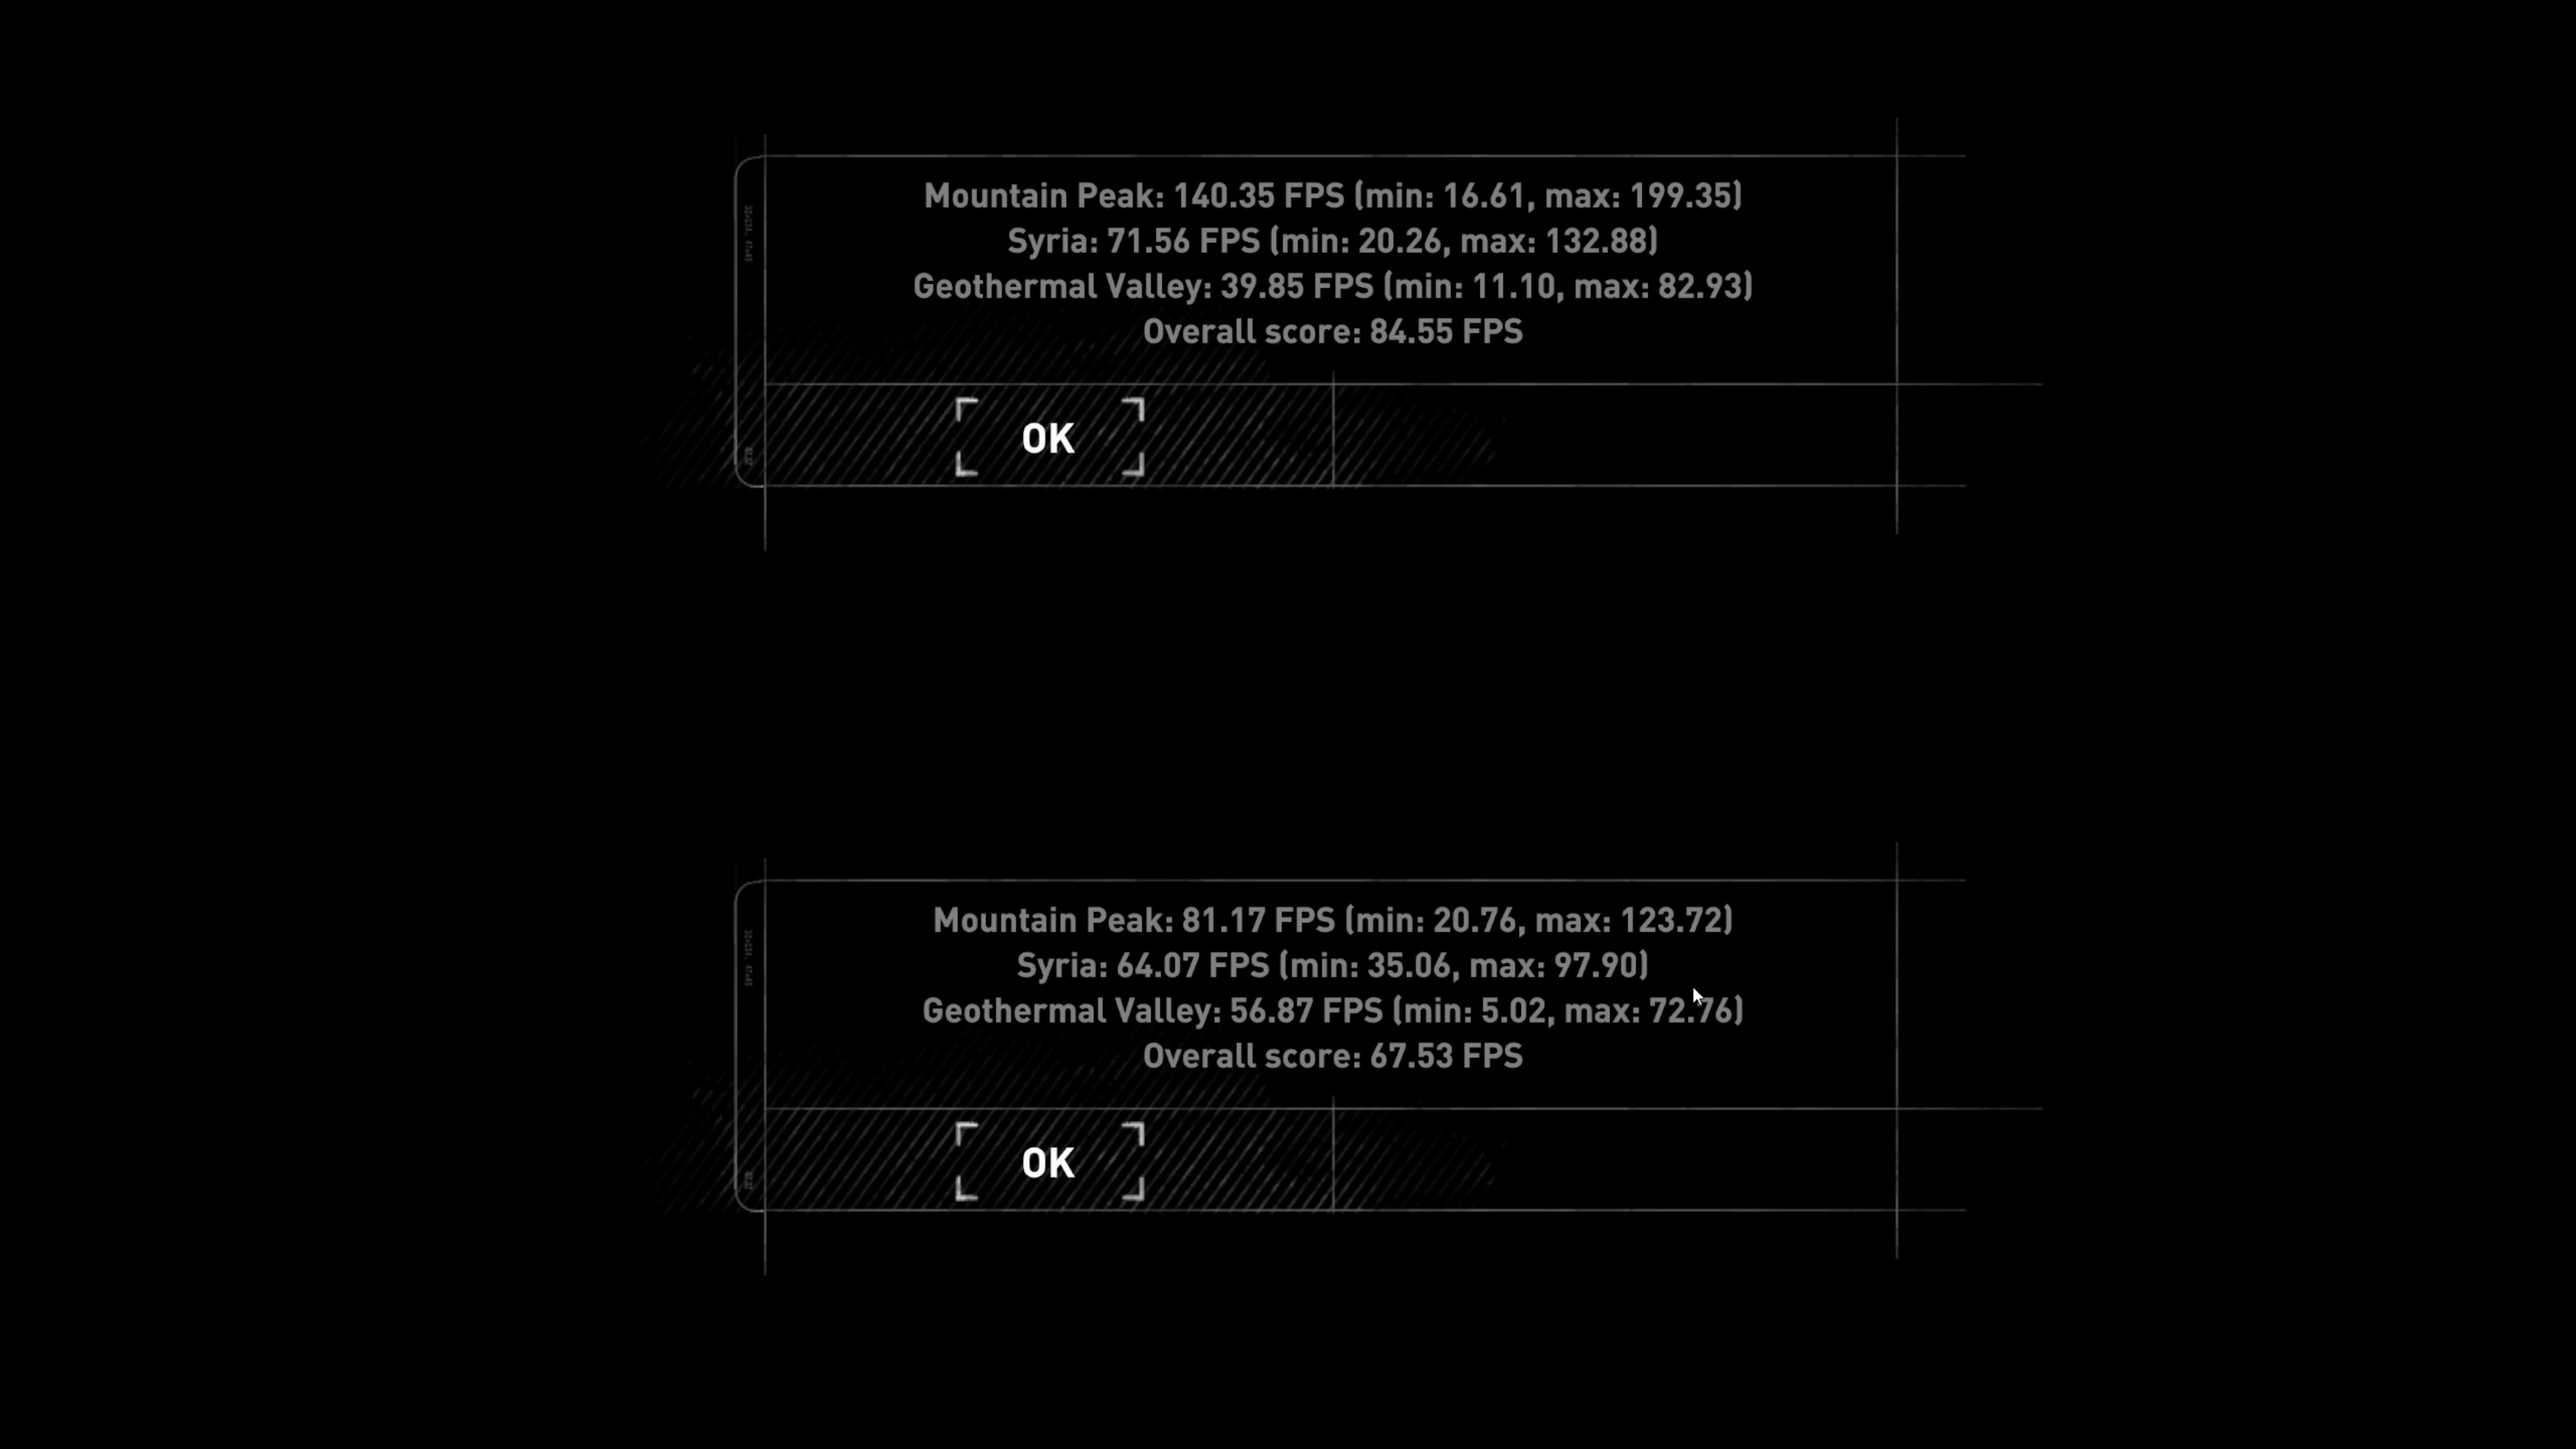 Mountain Peak: 140.35 FPS (min: 16.61, max: 199.35)
Syria: 71.56 FPS (min: 20.26, max: 132.88)
Geothermal Valley: 39.85 FPS (min: 11.10, max: 82.93)
Overall score: 84.55 FPS
OK
Mountain Peak: 81.17 FPS (min: 20.76, max: 123.72)
Syria: 64.07 FPS (min: 35.06, max: 97.90)
Geothermal Valley: 56.87 FPS (min: 5.02, max: 72.76)
Overall score: 67.53 FPS
OK